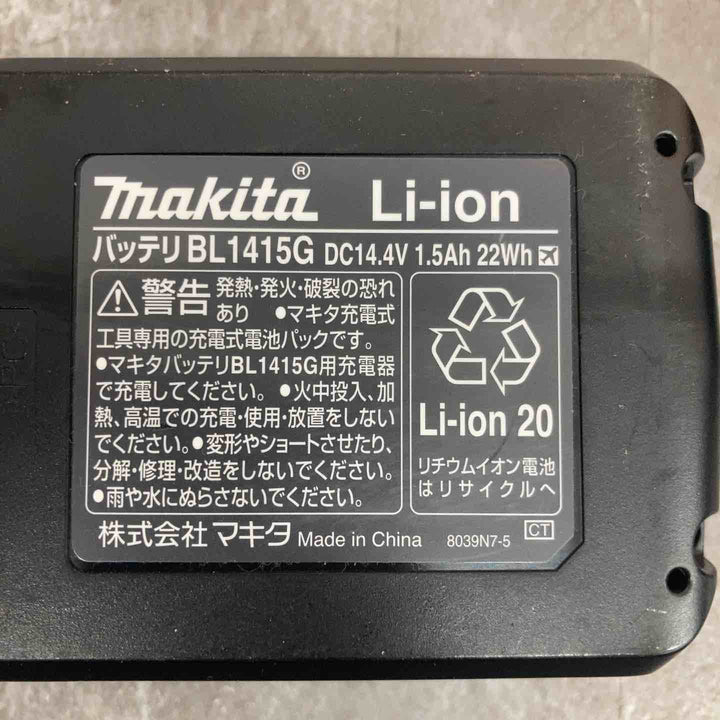 makita® Li-ion
バッテリ BL1415G DC14.4V 1.5Ah 22Wh
警告 発熱・発火・破裂の恐れ
あり ●マキタ充電式
工具専用の充電式電池パックです。
●マキタバッテリBL1415G用充電器
で充電してください。 ●火中投入、加
熱、高温での充電・使用・放置をしない
でください。●変形やショートさせたり、
分解・修理・改造をしないでください。
●雨や水にぬらさないでください。
Li-ion 20
リチウムイオン電池
はリサイクルへ
株式会社 マキタ Made in China 8039N7-5 CT